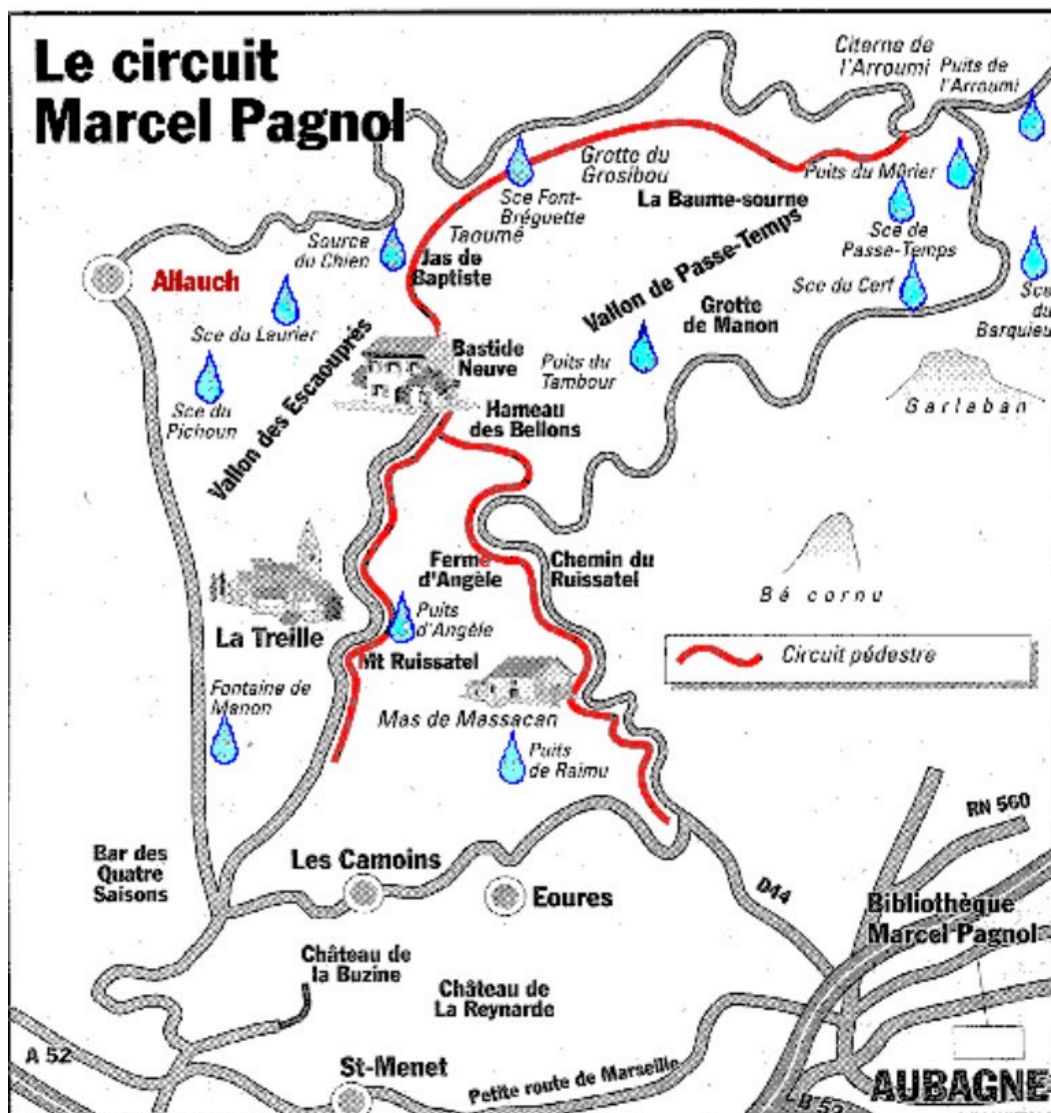 Le circuit
Marcel Pagnol
Citerne de
l'Arroumi
Puits de
l'Arroumi
Grotte du
Grosibou
Puits du Mûrier
La Baume-sourne
Sce Font-
Bréguette
Taoumé
Source
du Chien
Jas de
Baptiste
Sce de
Passe-Temps
Vallon de Passe-Temps
Sce du Cerf
Sce
du
Barquieu
Allauch
Sce du Laurier
Grotte
de Manon
Bastide
Neuve
Puits du
Tambour
Sce du
Pichoun
Vallon des Escaouprès
Hameau
des Bellons
Garlaban
Ferme
d'Angèle
Chemin du
Ruissatel
Bé cornu
La Treille
Puits
d'Angèle
Mt Ruissatel
Circuit pédestre
Fontaine de
Manon
Mas de Massacan
Puits
de Raimu
RN 560
Bar des
Quatre
Saisons
Les Camoins
Eoures
D44
Bibliothèque
Marcel Pagnol
Château de
la Buzine
Château de
La Reynarde
A 52
St-Menet
Petite route de Marseille
AUBAGNE